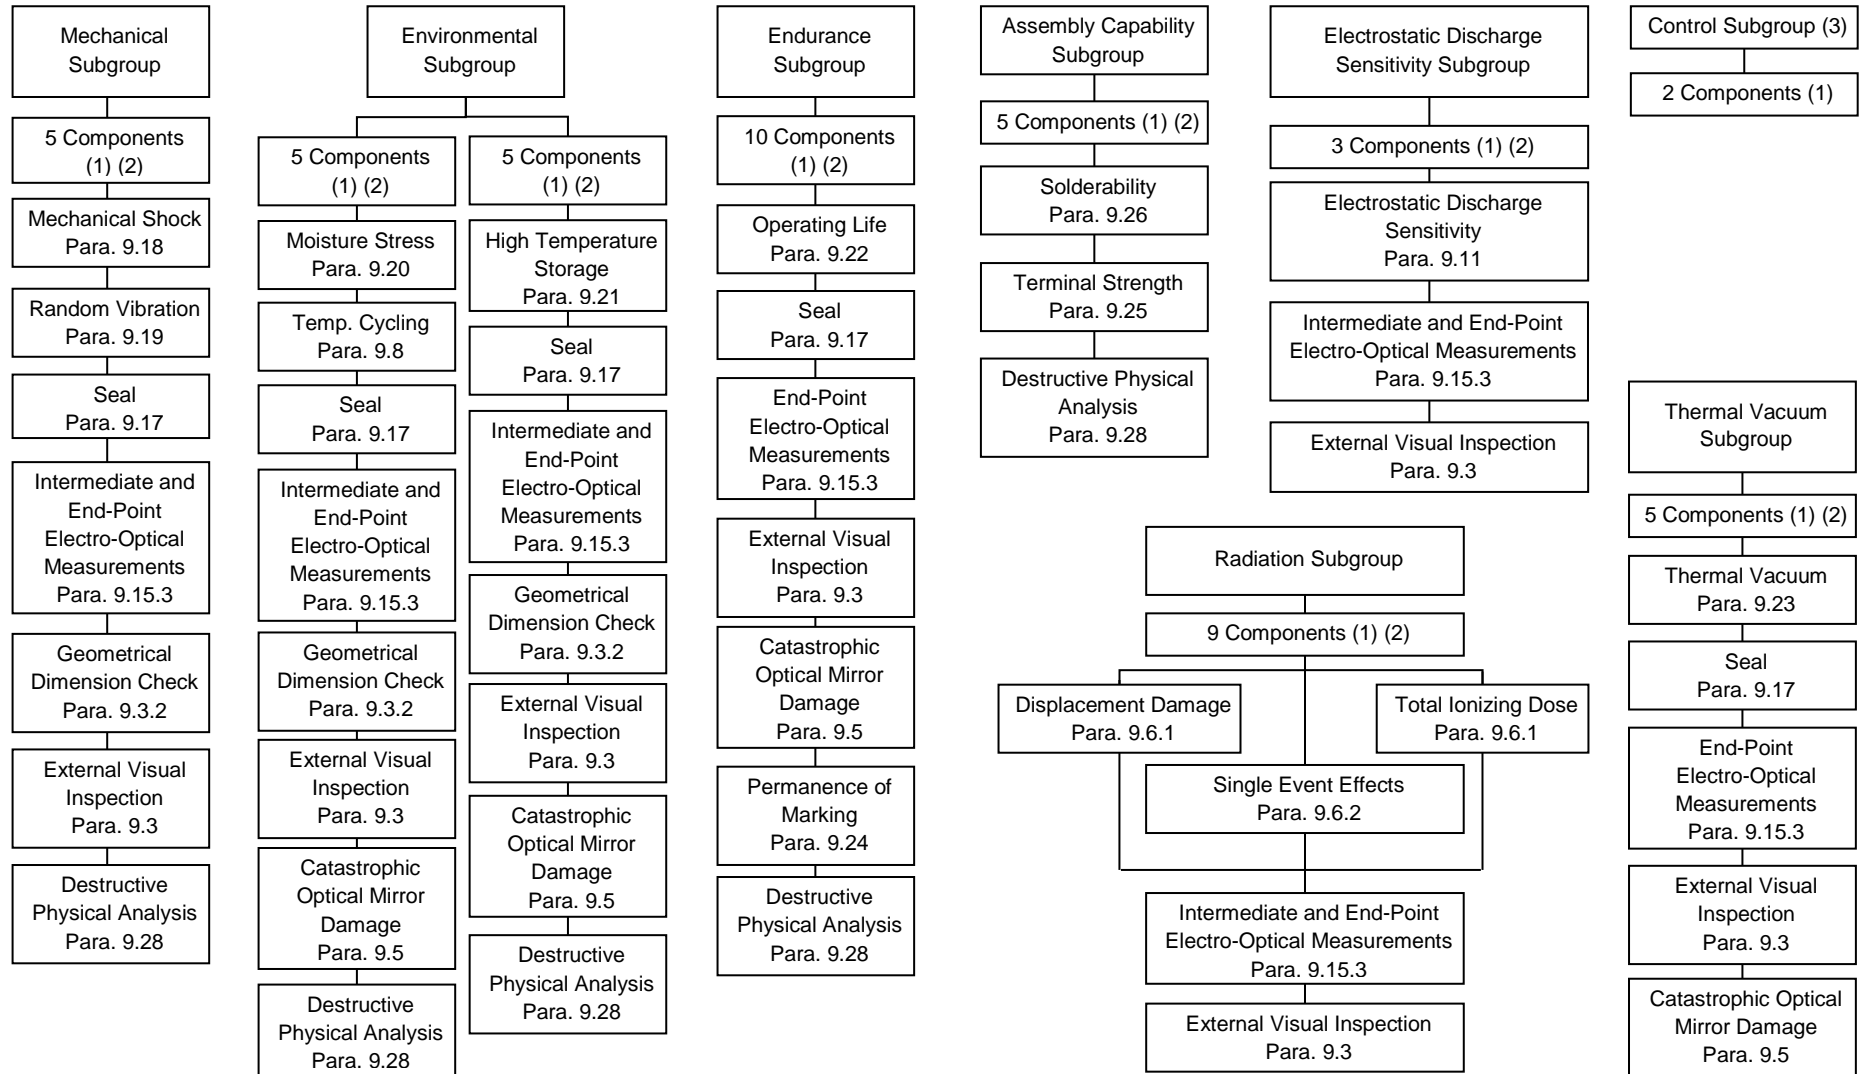 Mechanical
Subgroup
5 Components
(1) (2)
Mechanical Shock
Para. 9.18
Random Vibration
Para. 9.19
Seal
Para. 9.17
Intermediate and
End-Point
Electro-Optical
Measurements
Para. 9.15.3
Geometrical
Dimension Check
Para. 9.3.2
External Visual
Inspection
Para. 9.3
Destructive
Physical Analysis
Para. 9.28
Environmental
Subgroup
5 Components
(1) (2)
Moisture Stress
Para. 9.20
Temp. Cycling
Para. 9.8
Seal
Para. 9.17
Intermediate and
End-Point
Electro-Optical
Measurements
Para. 9.15.3
Geometrical
Dimension Check
Para. 9.3.2
External Visual
Inspection
Para. 9.3
Catastrophic
Optical Mirror
Damage
Para. 9.5
Destructive
Physical Analysis
Para. 9.28
5 Components
(1) (2)
High Temperature
Storage
Para. 9.21
Seal
Para. 9.17
Intermediate and
End-Point
Electro-Optical
Measurements
Para. 9.15.3
Geometrical
Dimension Check
Para. 9.3.2
External Visual
Inspection
Para. 9.3
Catastrophic
Optical Mirror
Damage
Para. 9.5
Destructive
Physical Analysis
Para. 9.28
Endurance
Subgroup
10 Components
(1) (2)
Operating Life
Para. 9.22
Seal
Para. 9.17
End-Point
Electro-Optical
Measurements
Para. 9.15.3
External Visual
Inspection
Para. 9.3
Catastrophic
Optical Mirror
Damage
Para. 9.5
Permanence of
Marking
Para. 9.24
Destructive
Physical Analysis
Para. 9.28
Assembly Capability
Subgroup
5 Components (1) (2)
Solderability
Para. 9.26
Terminal Strength
Para. 9.25
Destructive Physical
Analysis
Para. 9.28
Electrostatic Discharge
Sensitivity Subgroup
3 Components (1) (2)
Electrostatic Discharge
Sensitivity
Para. 9.11
Intermediate and End-Point
Electro-Optical Measurements
Para. 9.15.3
External Visual Inspection
Para. 9.3
Radiation Subgroup
9 Components (1) (2)
Displacement Damage
Para. 9.6.1
Total Ionizing Dose
Para. 9.6.1
Single Event Effects
Para. 9.6.2
Intermediate and End-Point
Electro-Optical Measurements
Para. 9.15.3
External Visual Inspection
Para. 9.3
Control Subgroup (3)
2 Components (1)
Thermal Vacuum
Subgroup
5 Components (1) (2)
Thermal Vacuum
Para. 9.23
Seal
Para. 9.17
End-Point
Electro-Optical
Measurements
Para. 9.15.3
External Visual
Inspection
Para. 9.3
Catastrophic Optical
Mirror Damage
Para. 9.5